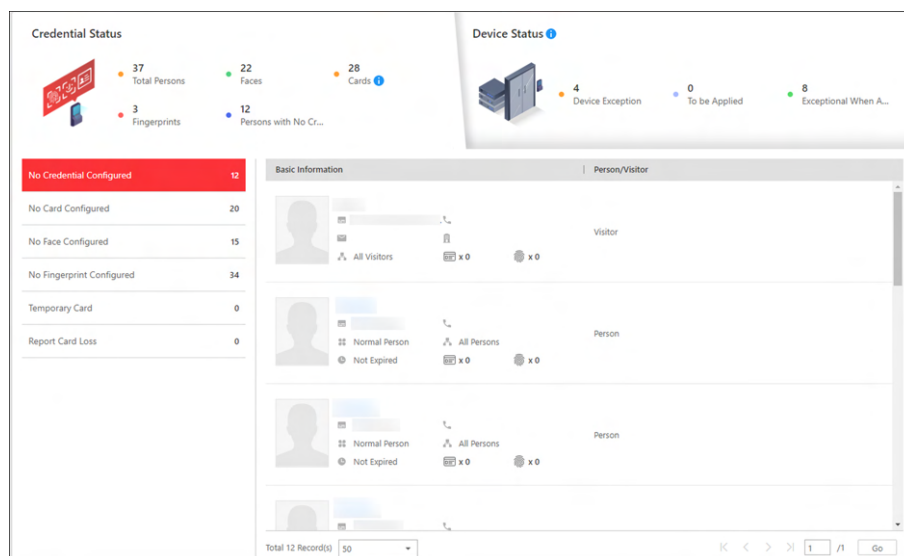 Credential Status
37
Total Persons
22
Faces
28
Cards
3
Fingerprints
12
Persons with No Cr...
Device Status
4
Device Exception
0
To be Applied
8
Exceptional When A...
No Credential Configured 12
No Card Configured 20
No Face Configured 15
No Fingerprint Configured 34
Temporary Card 0
Report Card Loss 0
Basic Information Person/Visitor
All Visitors x 0 x 0
Visitor
Normal Person All Persons
Not Expired x 0 x 0
Person
Normal Person All Persons
Not Expired x 0 x 0
Person
Total 12 Record(s) 50 1 /1 Go